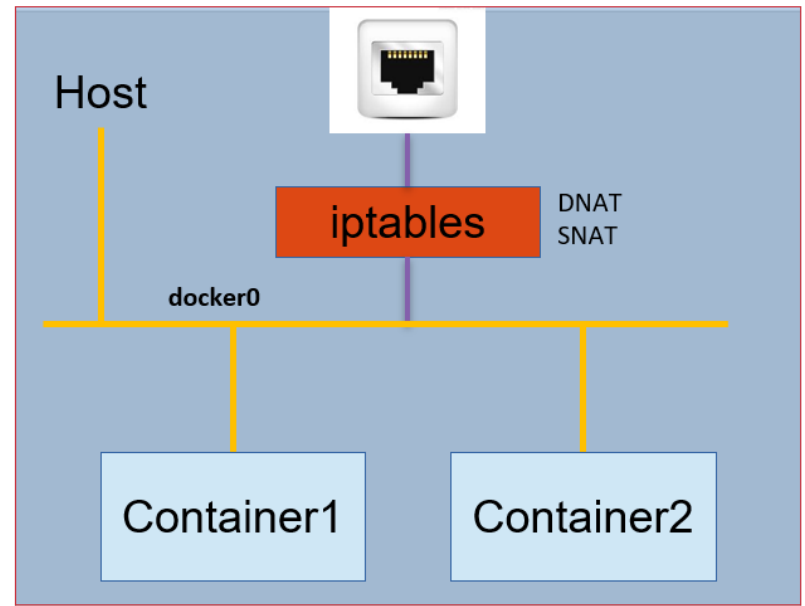 Host
iptables
DNAT
SNAT
docker0
Container1
Container2